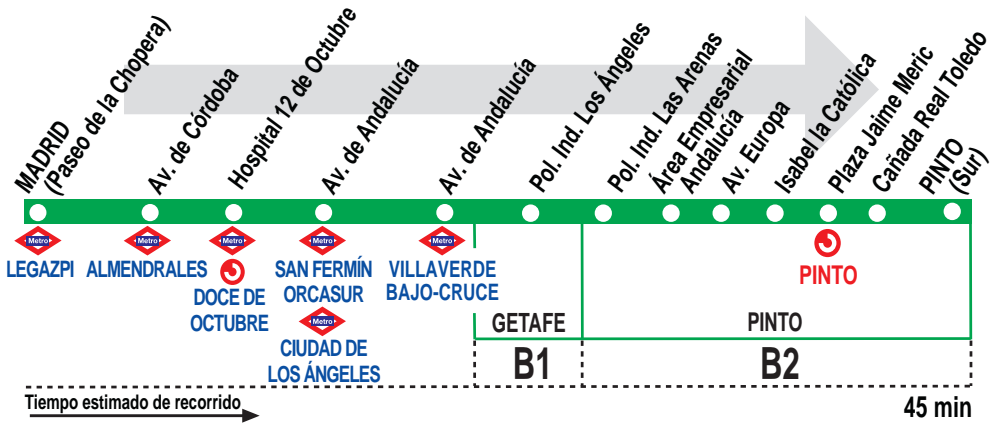 MADRID
(Paseo de la Chopera)
Av. de Córdoba
Hospital 12 de Octubre
Av. de Andalucía
Av. de Andalucía
Pol. Ind. Los Ángeles
Pol. Ind. Las Arenas
Área Empresarial
Andalucía
Av. Europa
Isabel la Católica
Plaza Jaime Meric
Cañada Real Toledo
PINTO
(Sur)
Metro
Metro
Metro
Metro
Metro
LEGAZPI
ALMENDRALES
DOCE DE
OCTUBRE
SAN FERMÍN
ORCASUR
Metro
CIUDAD DE
LOS ÁNGELES
VILLAVERDE
BAJO-CRUCE
PINTO
GETAFE
PINTO
B1
B2
Tiempo estimado de recorrido
45 min